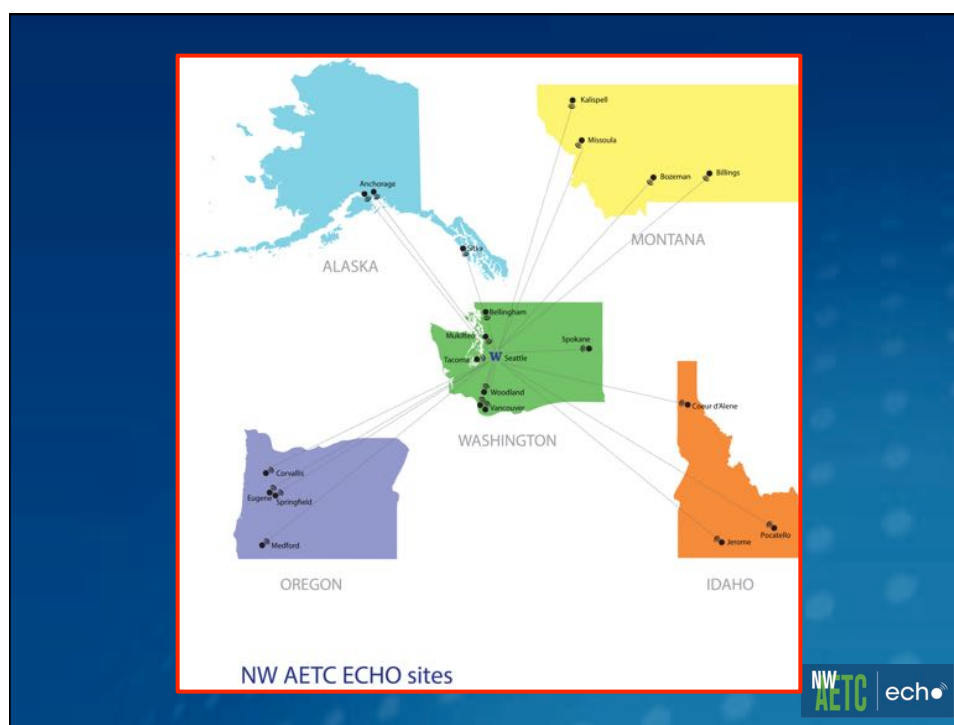 Kalispell
Missoula
Anchorage
Bozeman
Billings
MONTANA
Sitka
ALASKA
Bellingham
Mukilteo
Spokane
Tacoma
W Seattle
Woodland
Vancouver
Coeur d'Alene
WASHINGTON
Corvallis
Eugene
Springfield
Pocatello
Medford
Jerome
OREGON
IDAHO
NW AETC ECHO sites
NW
AETC
echo